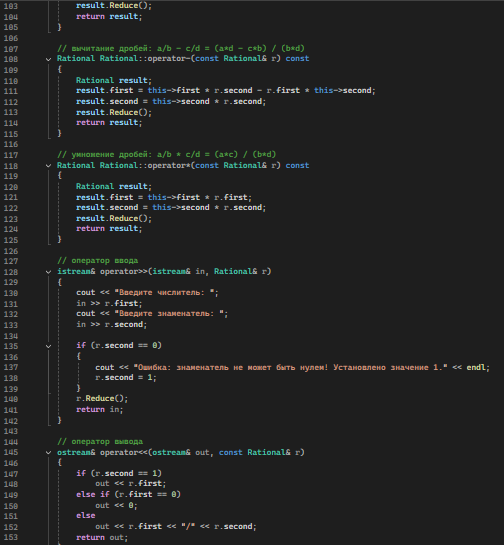 103 result.Reduce();
104 return result;
105 }
106
107 // вычитание дробей: a/b - c/d = (a*d - c*b) / (b*d)
108 Rational Rational::operator-(const Rational& r) const
109 {
110 Rational result;
111 result.first = this->first * r.second - r.first * this->second;
112 result.second = this->second * r.second;
113 result.Reduce();
114 return result;
115 }
116
117 // умножение дробей: a/b * c/d = (a*c) / (b*d)
118 Rational Rational::operator*(const Rational& r) const
119 {
120 Rational result;
121 result.first = this->first * r.first;
122 result.second = this->second * r.second;
123 result.Reduce();
124 return result;
125 }
126
127 // оператор ввода
128 istream& operator>>(istream& in, Rational& r)
129 {
130 cout << "Введите числитель: ";
131 in >> r.first;
132 cout << "Введите знаменатель: ";
133 in >> r.second;
134
135 if (r.second == 0)
136 {
137 cout << "Ошибка: знаменатель не может быть нулем! Установлено значение 1." << endl;
138 r.second = 1;
139 }
140 r.Reduce();
141 return in;
142 }
143
144 // оператор вывода
145 ostream& operator<<(ostream& out, const Rational& r)
146 {
147 if (r.second == 1)
148 out << r.first;
149 else if (r.first == 0)
150 out << 0;
151 else
152 out << r.first << "/" << r.second;
153 return out;